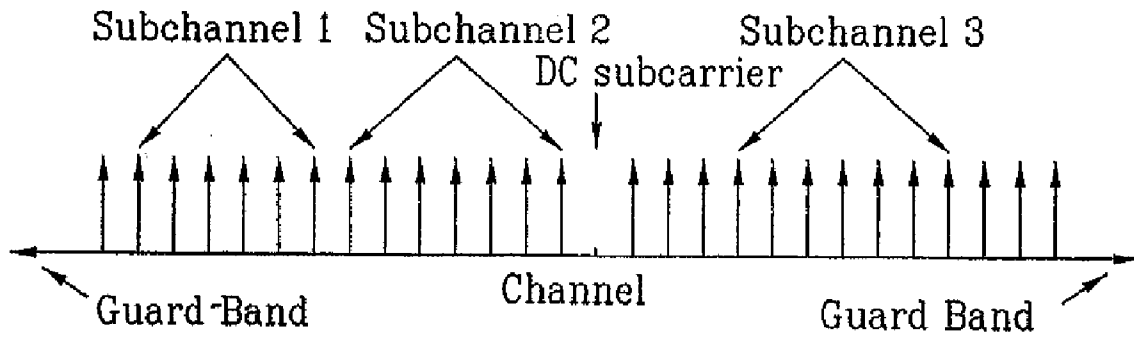 Subchannel 1
Subchannel 2
Subchannel 3
DC subcarrier
Channel
Guard-Band
Guard Band